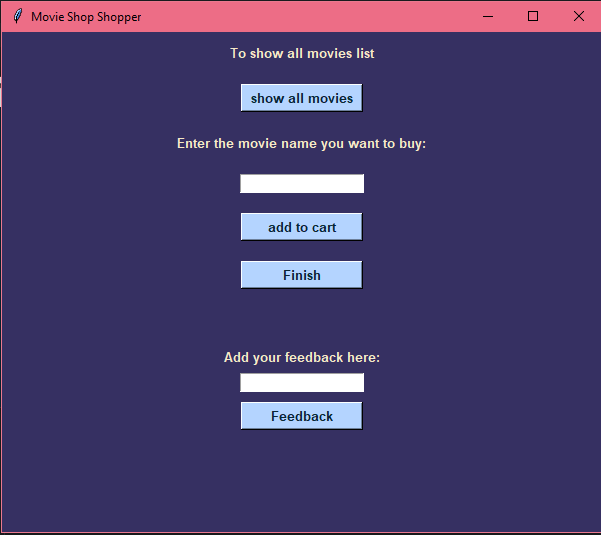 Movie Shop Shopper
To show all movies list
show all movies
Enter the movie name you want to buy:
add to cart
Finish
Add your feedback here:
Feedback